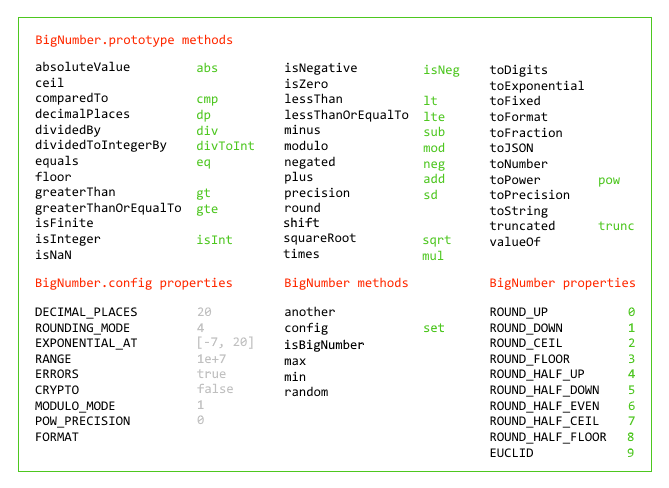 BigNumber.prototype methods
absoluteValue abs
ceil
comparedTo cmp
decimalPlaces dp
dividedBy div
dividedToIntegerBy divToInt
equals eq
floor
greaterThan gt
greaterThanOrEqualTo gte
isFinite
isInteger isInt
isNaN
isNegative isNeg
isZero
lessThan lt
lessThanOrEqualTo lte
minus sub
modulo mod
negated neg
plus add
precision sd
round
shift
squareRoot sqrt
times mul
toDigits
toExponential
toFixed
toFormat
toFraction
toJSON
toNumber
toPower pow
toPrecision
toString
truncated trunc
valueOf
BigNumber.config properties
DECIMAL_PLACES 20
ROUNDING_MODE 4
EXPONENTIAL_AT [-7, 20]
RANGE 1e+7
ERRORS true
CRYPTO false
MODULO_MODE 1
POW_PRECISION 0
FORMAT
BigNumber methods
another
config set
isBigNumber
max
min
random
BigNumber properties
ROUND_UP 0
ROUND_DOWN 1
ROUND_CEIL 2
ROUND_FLOOR 3
ROUND_HALF_UP 4
ROUND_HALF_DOWN 5
ROUND_HALF_EVEN 6
ROUND_HALF_CEIL 7
ROUND_HALF_FLOOR 8
EUCLID 9